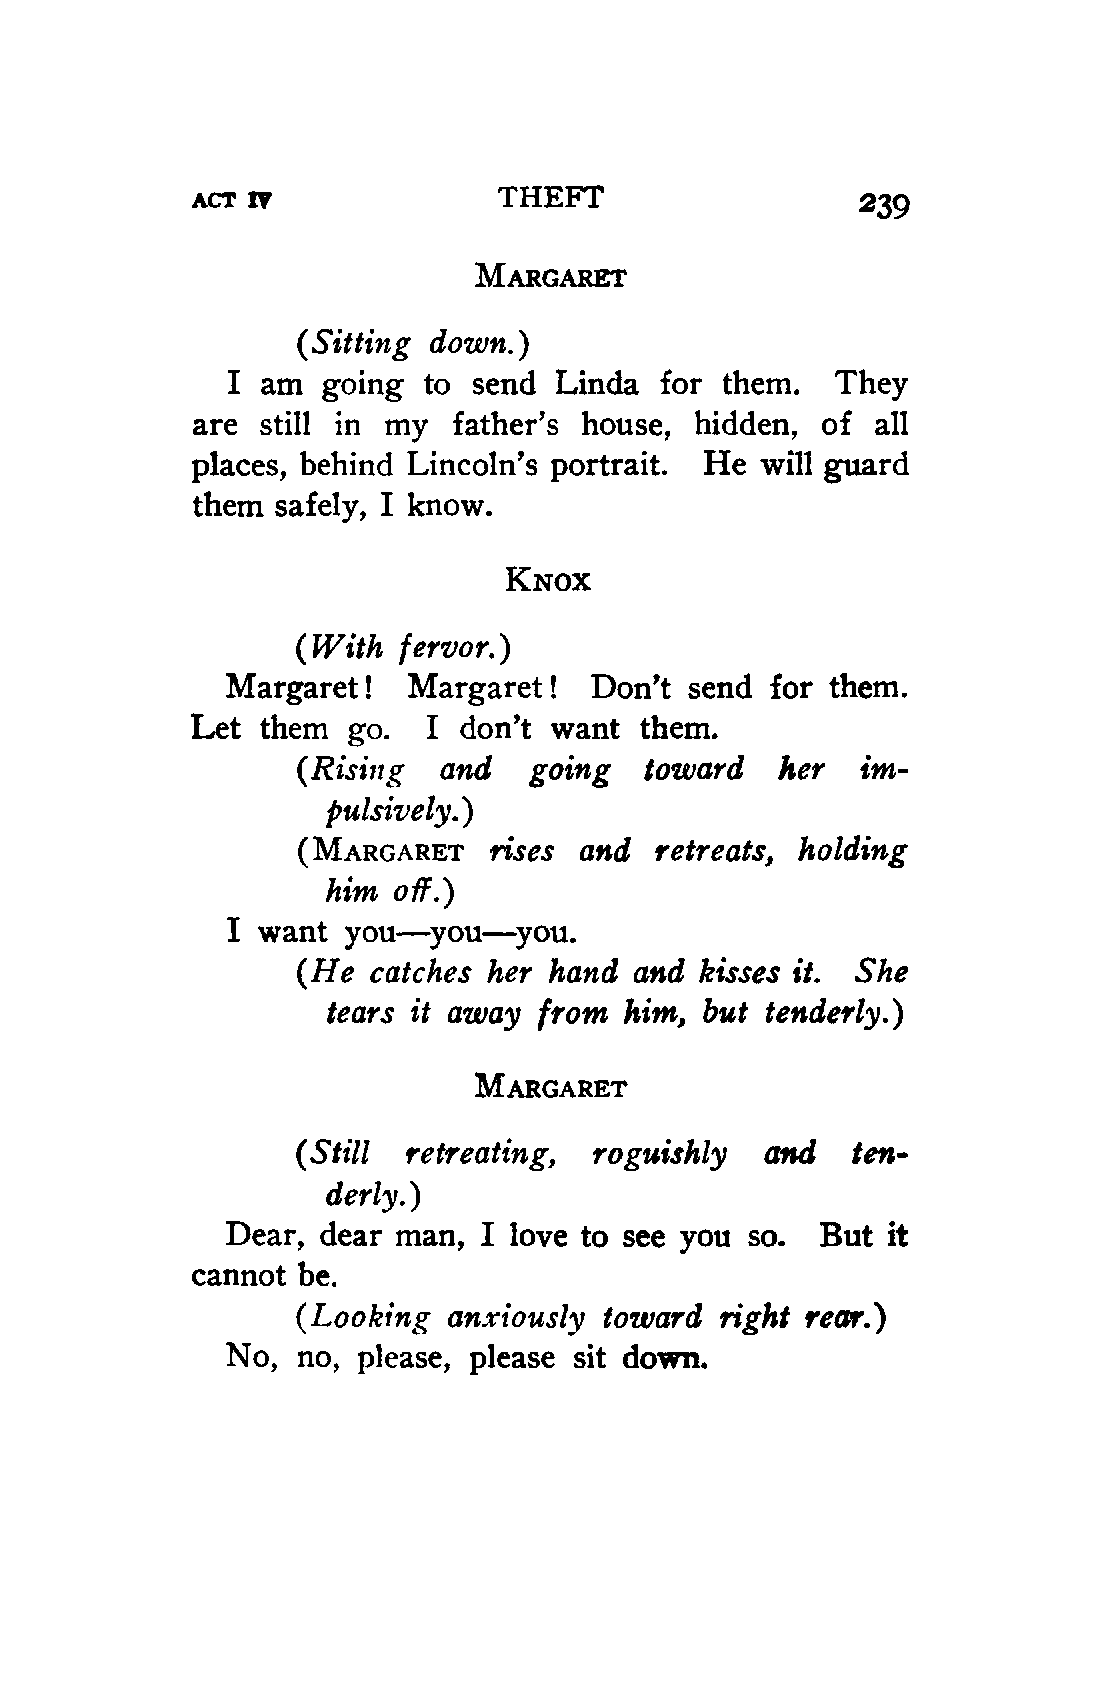 ACT IV THEFT 239
MARGARET
(Sitting down.)
I am going to send Linda for them. They
are still in my father's house, hidden, of all
places, behind Lincoln's portrait. He will guard
them safely, I know.
KNOX
(With fervor.)
Margaret! Margaret! Don't send for them.
Let them go. I don't want them.
(Rising and going toward her im-
pulsively.)
(MARGARET rises and retreats, holding
him off.)
I want you—you—you.
(He catches her hand and kisses it. She
tears it away from him, but tenderly.)
MARGARET
(Still retreating, roguishly and ten-
derly.)
Dear, dear man, I love to see you so. But it
cannot be.
(Looking anxiously toward right rear.)
No, no, please, please sit down.